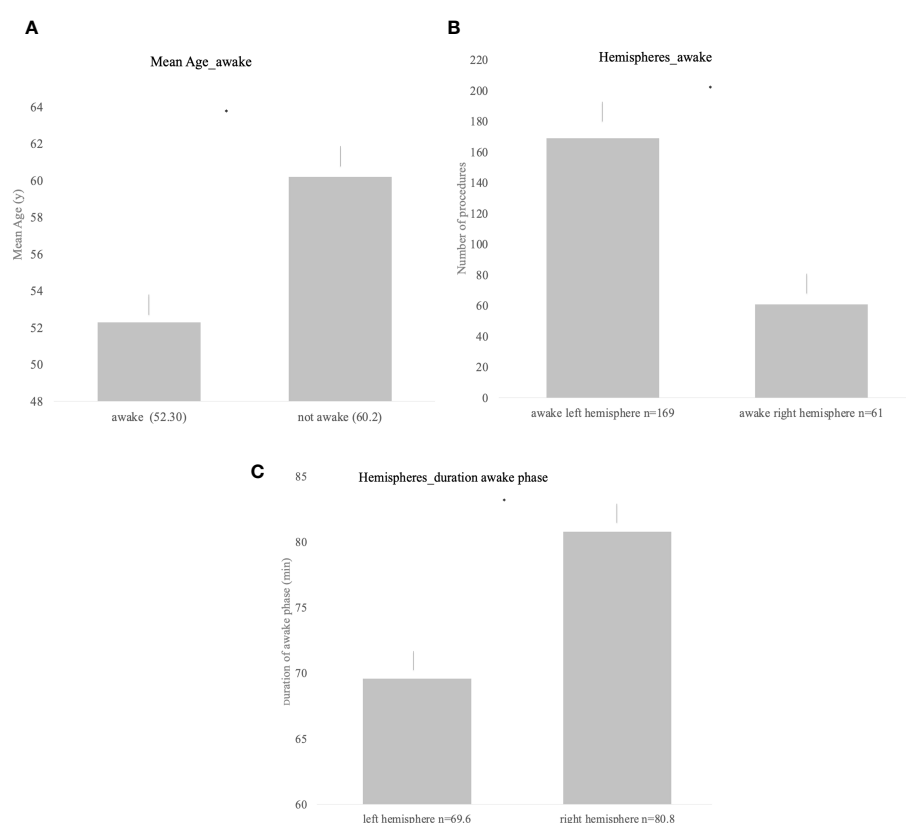 A
Mean Age_awake
64
62
60
58
56
54
52
50
48
Mean Age (y)
awake (52.30)
not awake (60.2)
B
Hemispheres_awake
220
200
180
160
140
120
100
80
60
40
20
0
Number of procedures
awake left hemisphere n=169
awake right hemisphere n=61
C
Hemispheres_duration awake phase
85
80
75
70
65
60
Duration of awake phase (min)
left hemisphere n=69.6
right hemisphere n=80.8